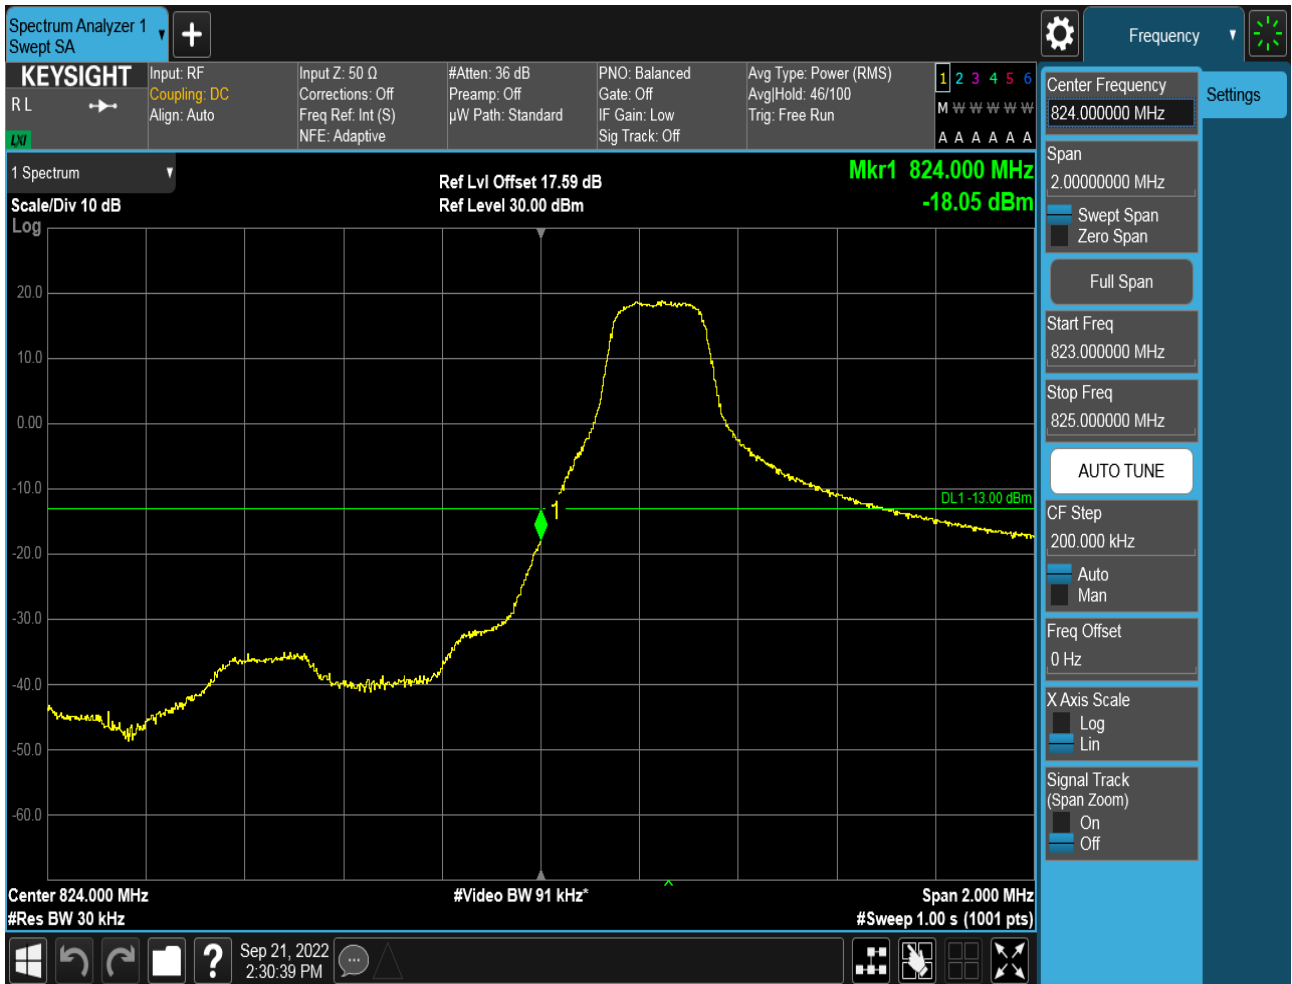 Spectrum Analyzer 1
Swept SA
Frequency
KEYSIGHT
R L
LXI
Input: RF
Coupling: DC
Align: Auto
Input Z: 50 Ω
Corrections: Off
Freq Ref: Int (S)
NFE: Adaptive
#Atten: 36 dB
Preamp: Off
µW Path: Standard
PNO: Balanced
Gate: Off
IF Gain: Low
Sig Track: Off
Avg Type: Power (RMS)
Avg|Hold: 46/100
Trig: Free Run
1 2 3 4 5 6
M W W W W W
A A A A A A
1 Spectrum
Scale/Div 10 dB
Log
Ref Lvl Offset 17.59 dB
Ref Level 30.00 dBm
Mkr1 824.000 MHz
-18.05 dBm
20.0
10.0
0.00
-10.0
-20.0
-30.0
-40.0
-50.0
-60.0
DL1 -13.00 dBm
1
Center 824.000 MHz
#Res BW 30 kHz
#Video BW 91 kHz*
Span 2.000 MHz
#Sweep 1.00 s (1001 pts)
Center Frequency
824.000000 MHz
Settings
Span
2.00000000 MHz
Swept Span
Zero Span
Full Span
Start Freq
823.000000 MHz
Stop Freq
825.000000 MHz
AUTO TUNE
CF Step
200.000 kHz
Auto
Man
Freq Offset
0 Hz
X Axis Scale
Log
Lin
Signal Track
(Span Zoom)
On
Off
Sep 21, 2022
2:30:39 PM